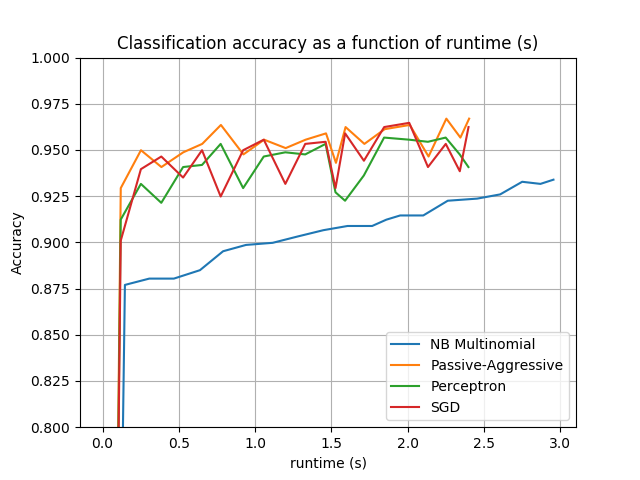 Classification accuracy as a function of runtime (s)
1.000
0.975
0.950
0.925
0.900
0.875
0.850
0.825
0.800
Accuracy
NB Multinomial
Passive-Aggressive
Perceptron
SGD
0.0 0.5 1.0 1.5 2.0 2.5 3.0
runtime (s)